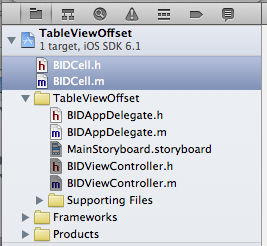 TableViewOffset
1 target, iOS SDK 6.1
BIDCell.h
BIDCell.m
TableViewOffset
BIDAppDelegate.h
BIDAppDelegate.m
MainStoryboard.storyboard
BIDViewController.h
BIDViewController.m
Supporting Files
Frameworks
Products